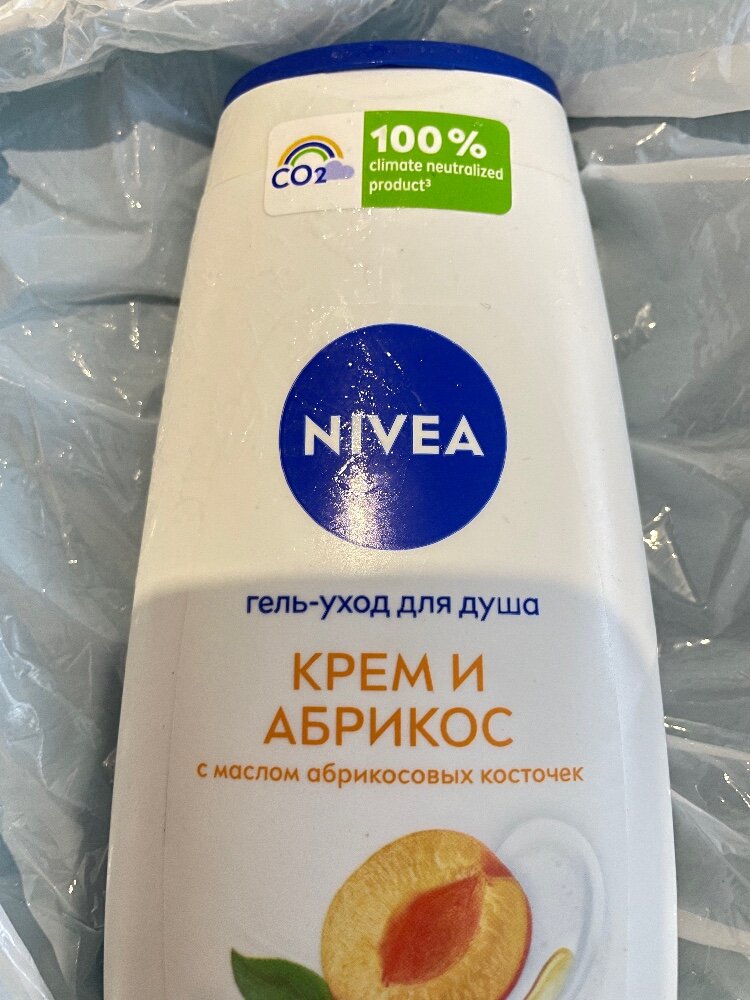 CO2
100%
climate neutralized
product³
NIVEA
гель-уход для душа
КРЕМ И
АБРИКОС
с маслом абрикосовых косточек